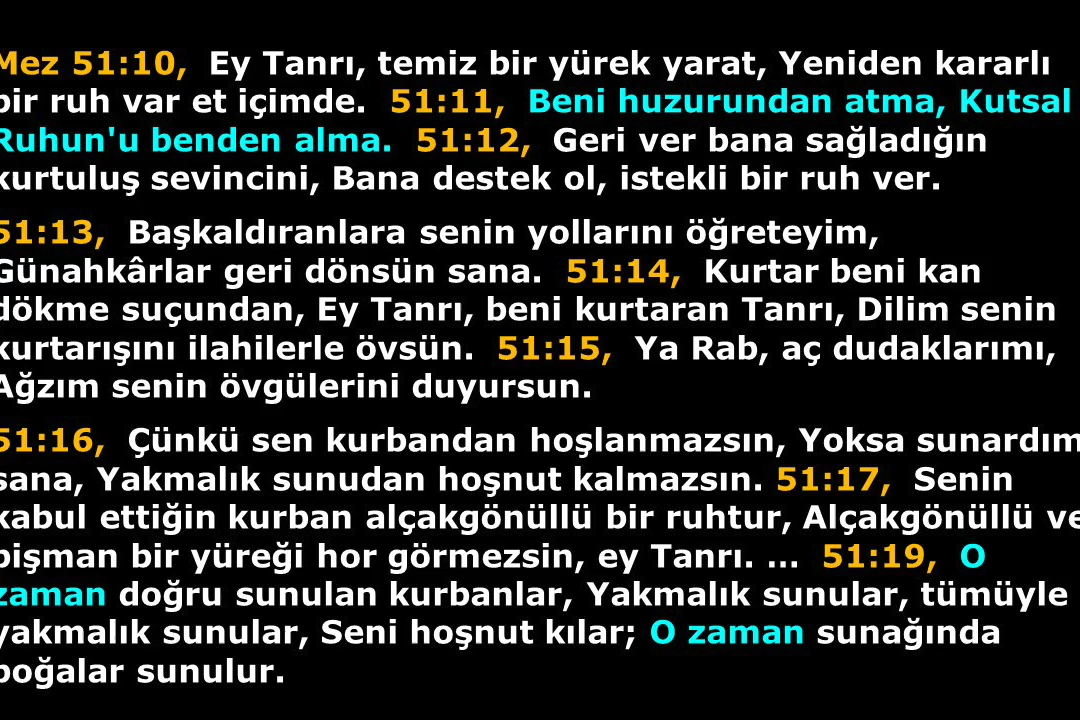 Mez 51:10, Ey Tanrı, temiz bir yürek yarat, Yeniden kararlı
bir ruh var et içimde. 51:11, Beni huzurundan atma, Kutsal
Ruhun'u benden alma. 51:12, Geri ver bana sağladığın
kurtuluş sevincini, Bana destek ol, istekli bir ruh ver.
51:13, Başkaldıranlara senin yollarını öğreteyim,
Günahkârlar geri dönsün sana. 51:14, Kurtar beni kan
dökme suçundan, Ey Tanrı, beni kurtaran Tanrı, Dilim senin
kurtarışını ilahilerle övsün. 51:15, Ya Rab, aç dudaklarımı,
Ağzım senin övgülerini duyursun.
51:16, Çünkü sen kurbandan hoşlanmazsın, Yoksa sunardım
sana, Yakmalık sunudan hoşnut kalmazsın. 51:17, Senin
kabul ettiğin kurban alçakgönüllü bir ruhtur, Alçakgönüllü ve
pişman bir yüreği hor görmezsin, ey Tanrı. ... 51:19, O
zaman doğru sunulan kurbanlar, Yakmalık sunular, tümüyle
yakmalık sunular, Seni hoşnut kılar; O zaman sunağında
boğalar sunulur.